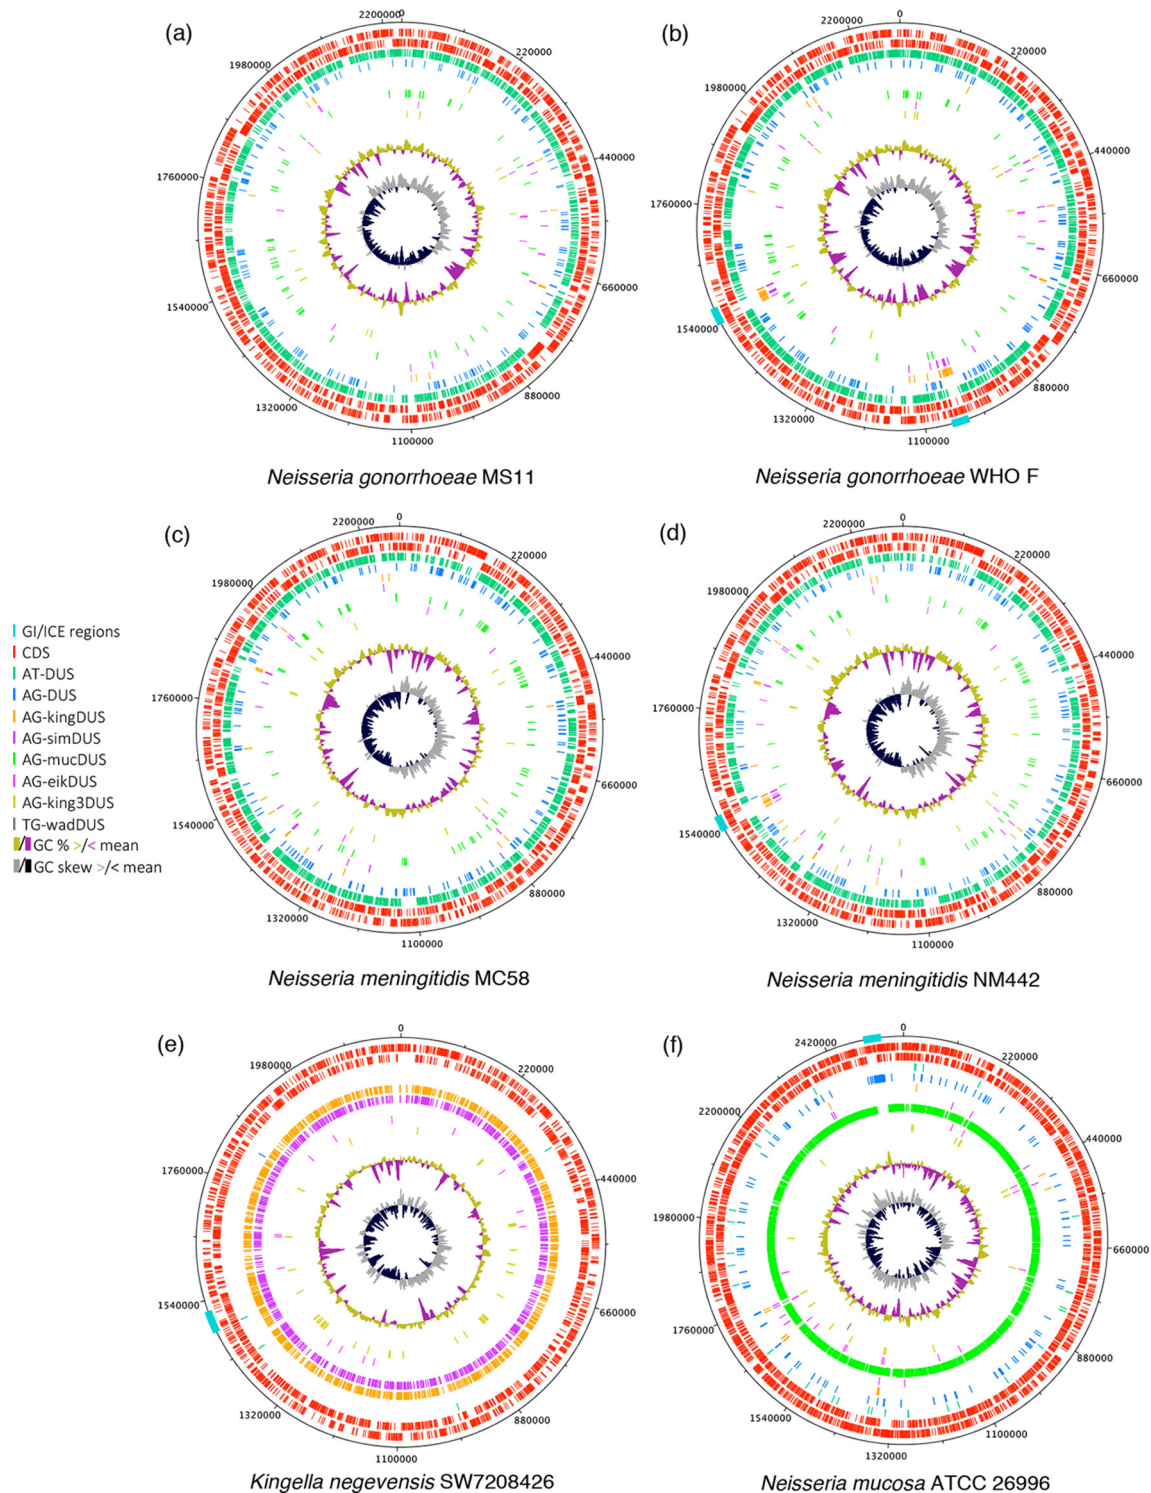 (a)
2200000
0
220000
440000
660000
880000
1100000
1320000
1540000
1760000
1980000
Neisseria gonorrhoeae MS11
(b)
2200000
0
220000
440000
660000
880000
1100000
1320000
1540000
1760000
1980000
Neisseria gonorrhoeae WHO F
(c)
2200000
0
220000
440000
660000
880000
1100000
1320000
1540000
1760000
1980000
Neisseria meningitidis MC58
(d)
2200000
0
220000
440000
660000
880000
1100000
1320000
1540000
1760000
1980000
Neisseria meningitidis NM442
GI/ICE regions
CDS
AT-DUS
AG-DUS
AG-kingDUS
AG-simDUS
AG-mucDUS
AG-eikDUS
AG-king3DUS
TG-wadDUS
/ GC % >/< mean
/ GC skew >/< mean
(e)
0
220000
440000
660000
880000
1100000
1320000
1540000
1760000
1980000
Kingella negevensis SW7208426
(f)
2420000
0
220000
440000
660000
880000
1100000
1320000
1540000
1760000
1980000
2200000
Neisseria mucosa ATCC 26996